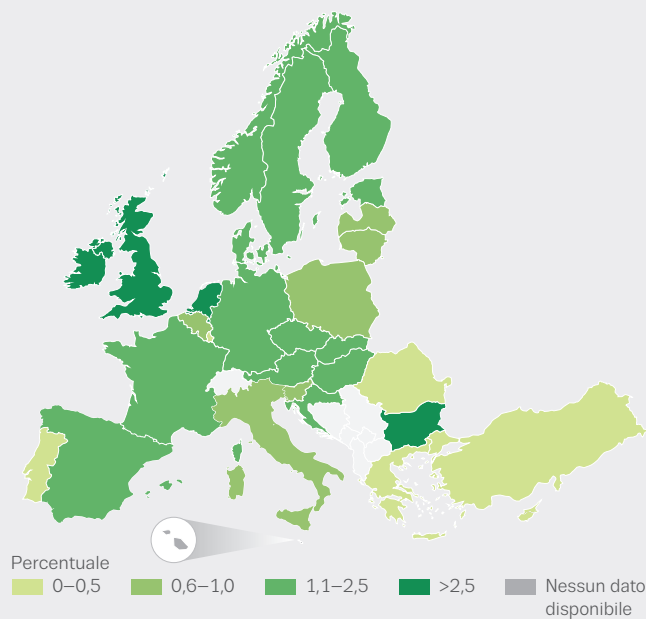 Percentuale
0–0,5
0,6–1,0
1,1–2,5
>2,5
Nessun dato
disponibile